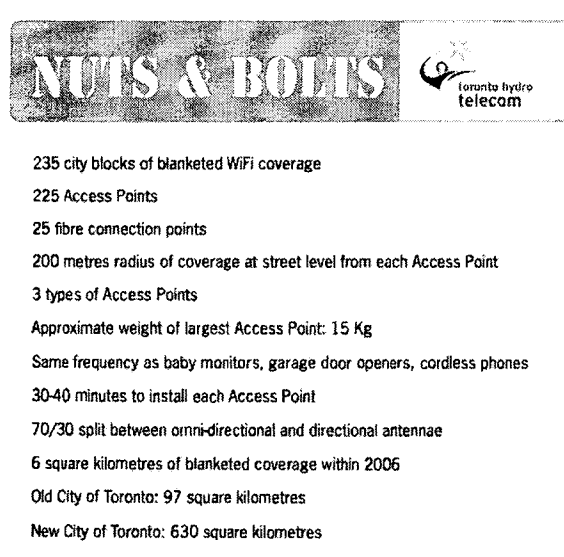 NUTS & BOLTS
toronto hydro
telecom
235 city blocks of blanketed WiFi coverage
225 Access Points
25 fibre connection points
200 metres radius of coverage at street level from each Access Point
3 types of Access Points
Approximate weight of largest Access Point: 15 Kg
Same frequency as baby monitors, garage door openers, cordless phones
30-40 minutes to install each Access Point
70/30 split between omni-directional and directional antennae
6 square kilometres of blanketed coverage within 2006
Old City of Toronto: 97 square kilometres
New City of Toronto: 630 square kilometres